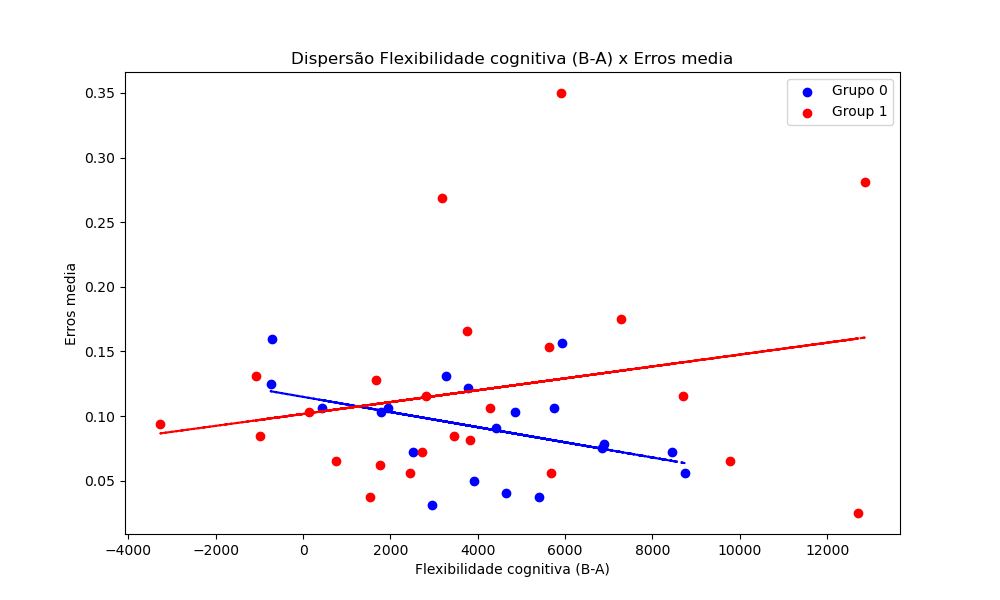 Dispersão Flexibilidade cognitiva (B-A) x Erros media
Grupo 0
Group 1
Erros media
0.35
0.30
0.25
0.20
0.15
0.10
0.05
−4000 −2000 0 2000 4000 6000 8000 10000 12000
Flexibilidade cognitiva (B-A)